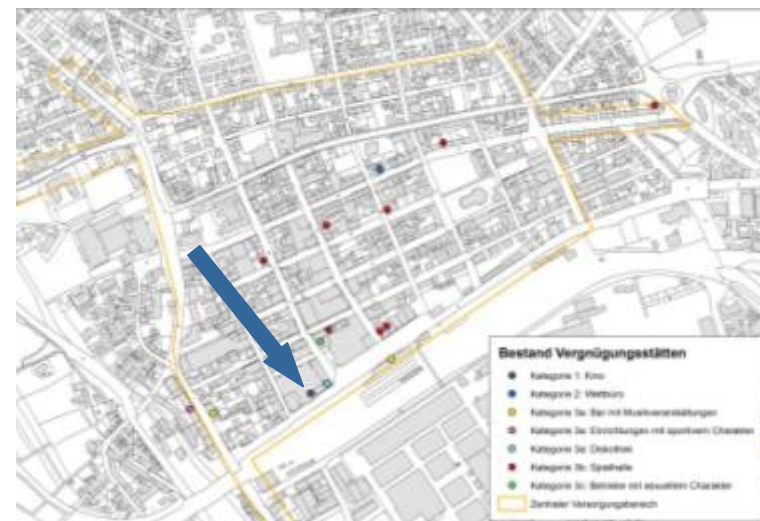 Bestand Vergnügungsstätten
Kategorie 1: Kino
Kategorie 2: Wettbüro
Kategorie 3a: Bar mit Musikveranstaltungen
Kategorie 3a: Einrichtungen mit sportivem Charakter
Kategorie 3a: Diskothek
Kategorie 3b: Spielhalle
Kategorie 3c: Betriebe mit sexuellem Charakter
Zentraler Versorgungsbereich